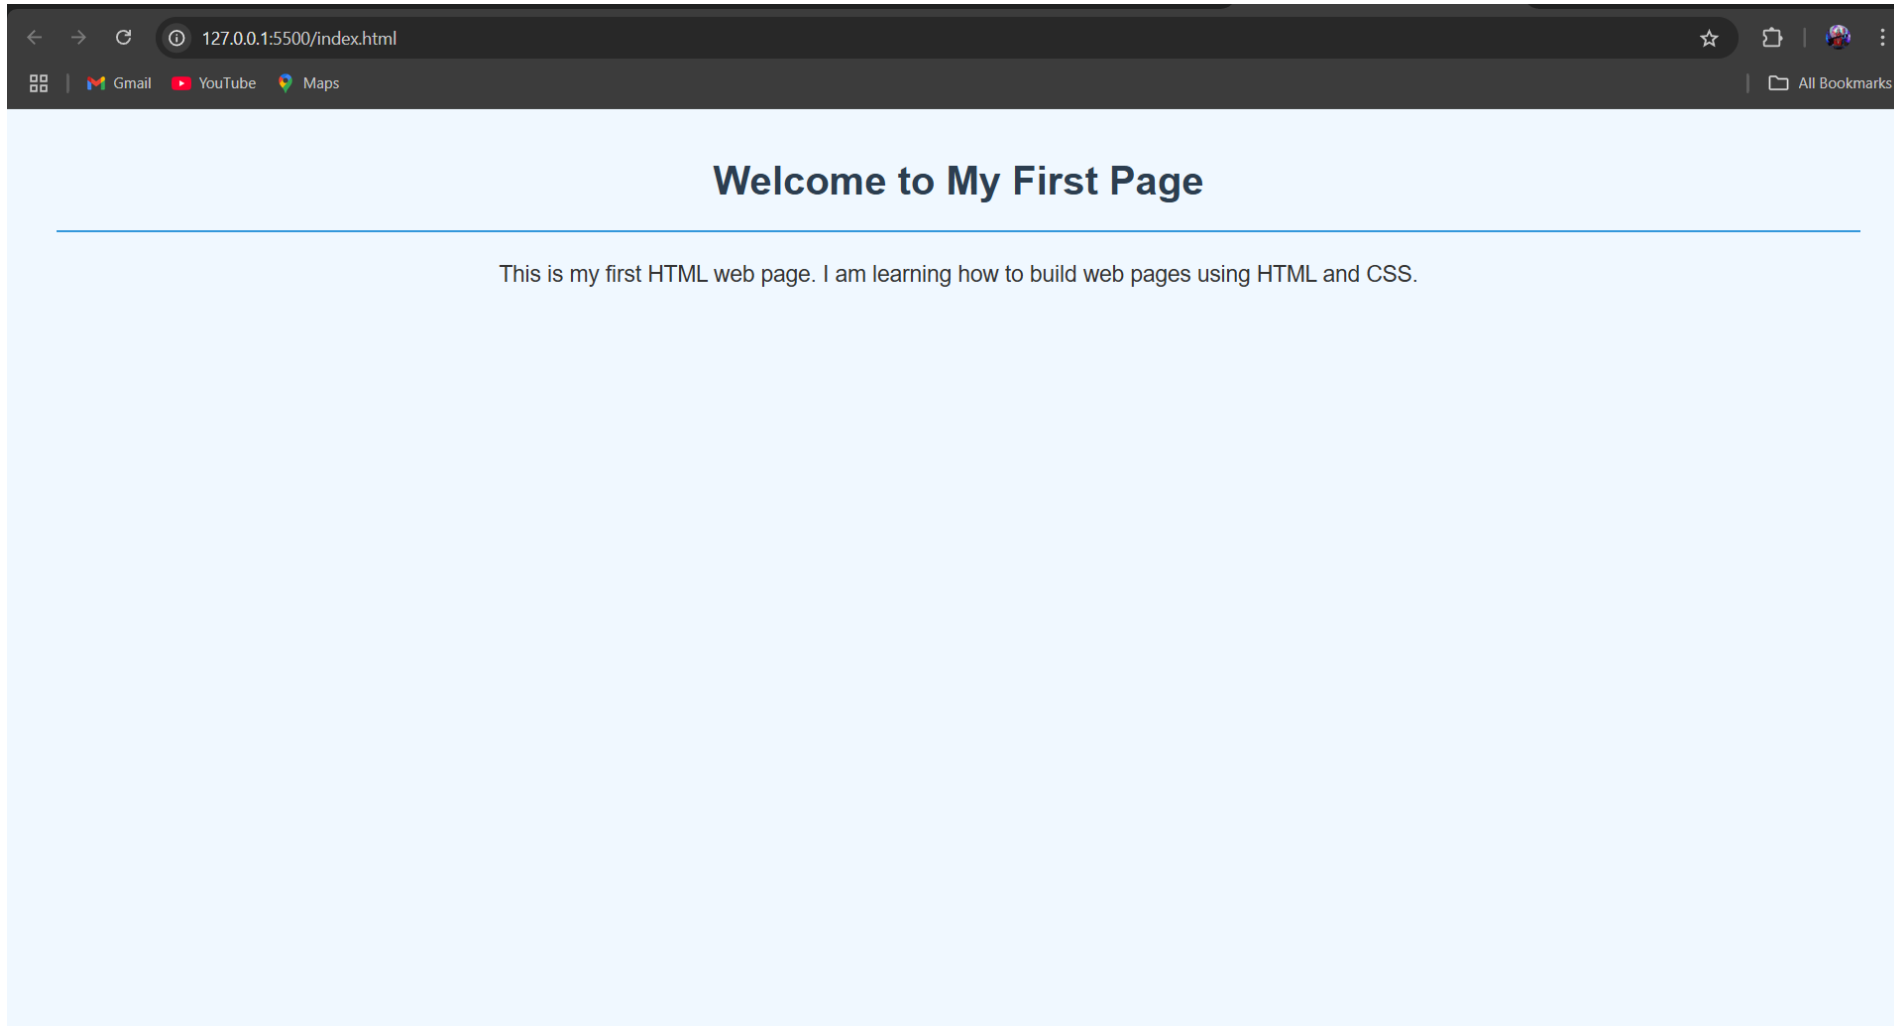 127.0.0.1:5500/index.html
Gmail YouTube Maps All Bookmarks
Welcome to My First Page
This is my first HTML web page. I am learning how to build web pages using HTML and CSS.